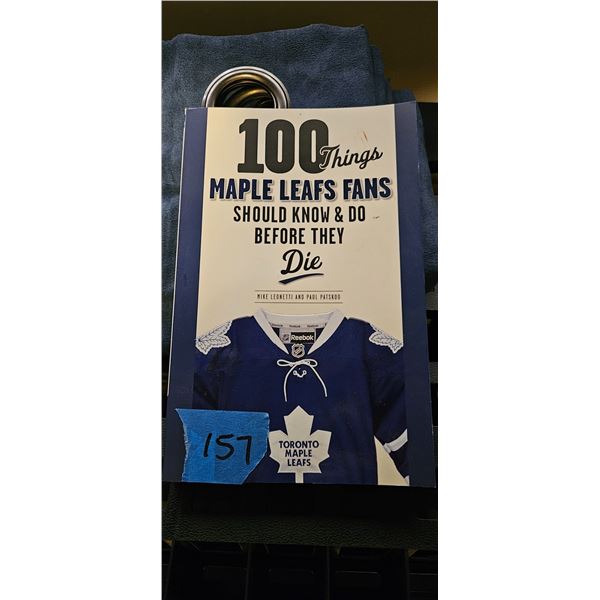 100 Things
MAPLE LEAFS FANS
SHOULD KNOW & DO
BEFORE THEY
Die
MIKE LEONETTI AND PAUL PATSKOU
Reebok
TORONTO
MAPLE
LEAFS
157